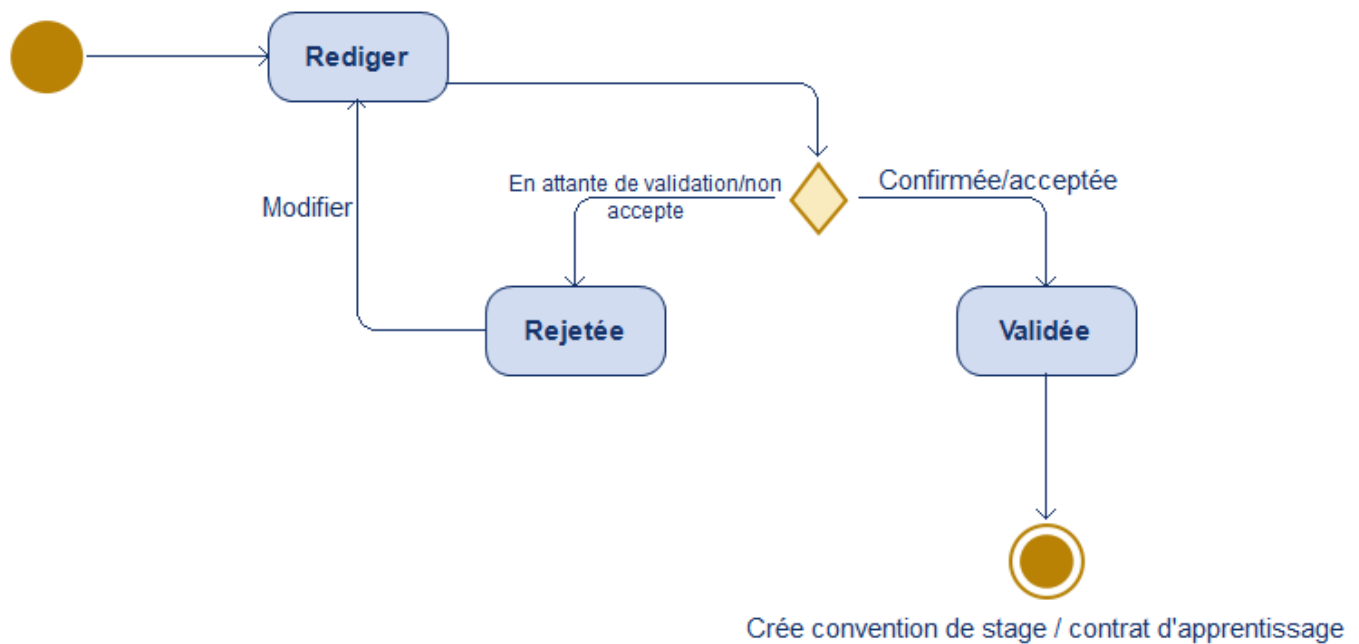 Rediger
En attante de validation/non
accepte
Confirmée/acceptée
Modifier
Rejetée
Validée
Crée convention de stage / contrat d'apprentissage